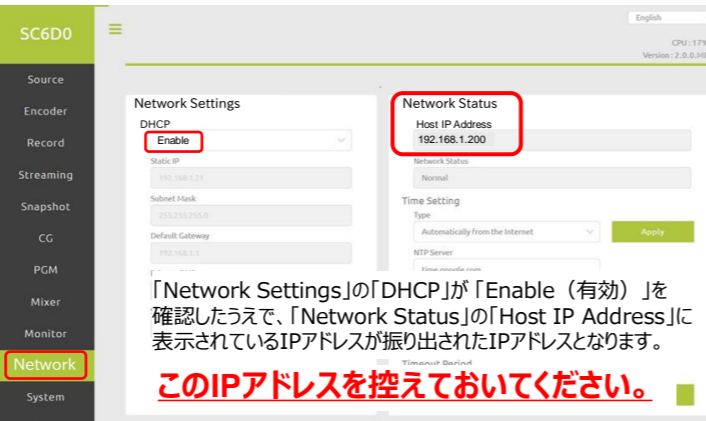 SC6D0
English
CPU : 17%
Version : 2.0.0.
Source
Encoder
Record
Streaming
Snapshot
CG
PGM
Mixer
Monitor
Network
System
Network Settings
DHCP
Enable
Static IP
192.168.1.21
Subnet Mask
255.255.255.0
Default Gateway
192.168.1.1
Network Status
Host IP Address
192.168.1.200
Network Status
Normal
Time Setting
Type
Automatically from the Internet
Apply
NTP Server
time.google.com
「Network Settings」の「DHCP」が「Enable（有効）」を
確認したうえで、「Network Status」の「Host IP Address」に
表示されているIPアドレスが振り出されたIPアドレスとなります。
Timeout Period
このIPアドレスを控えておいてください。